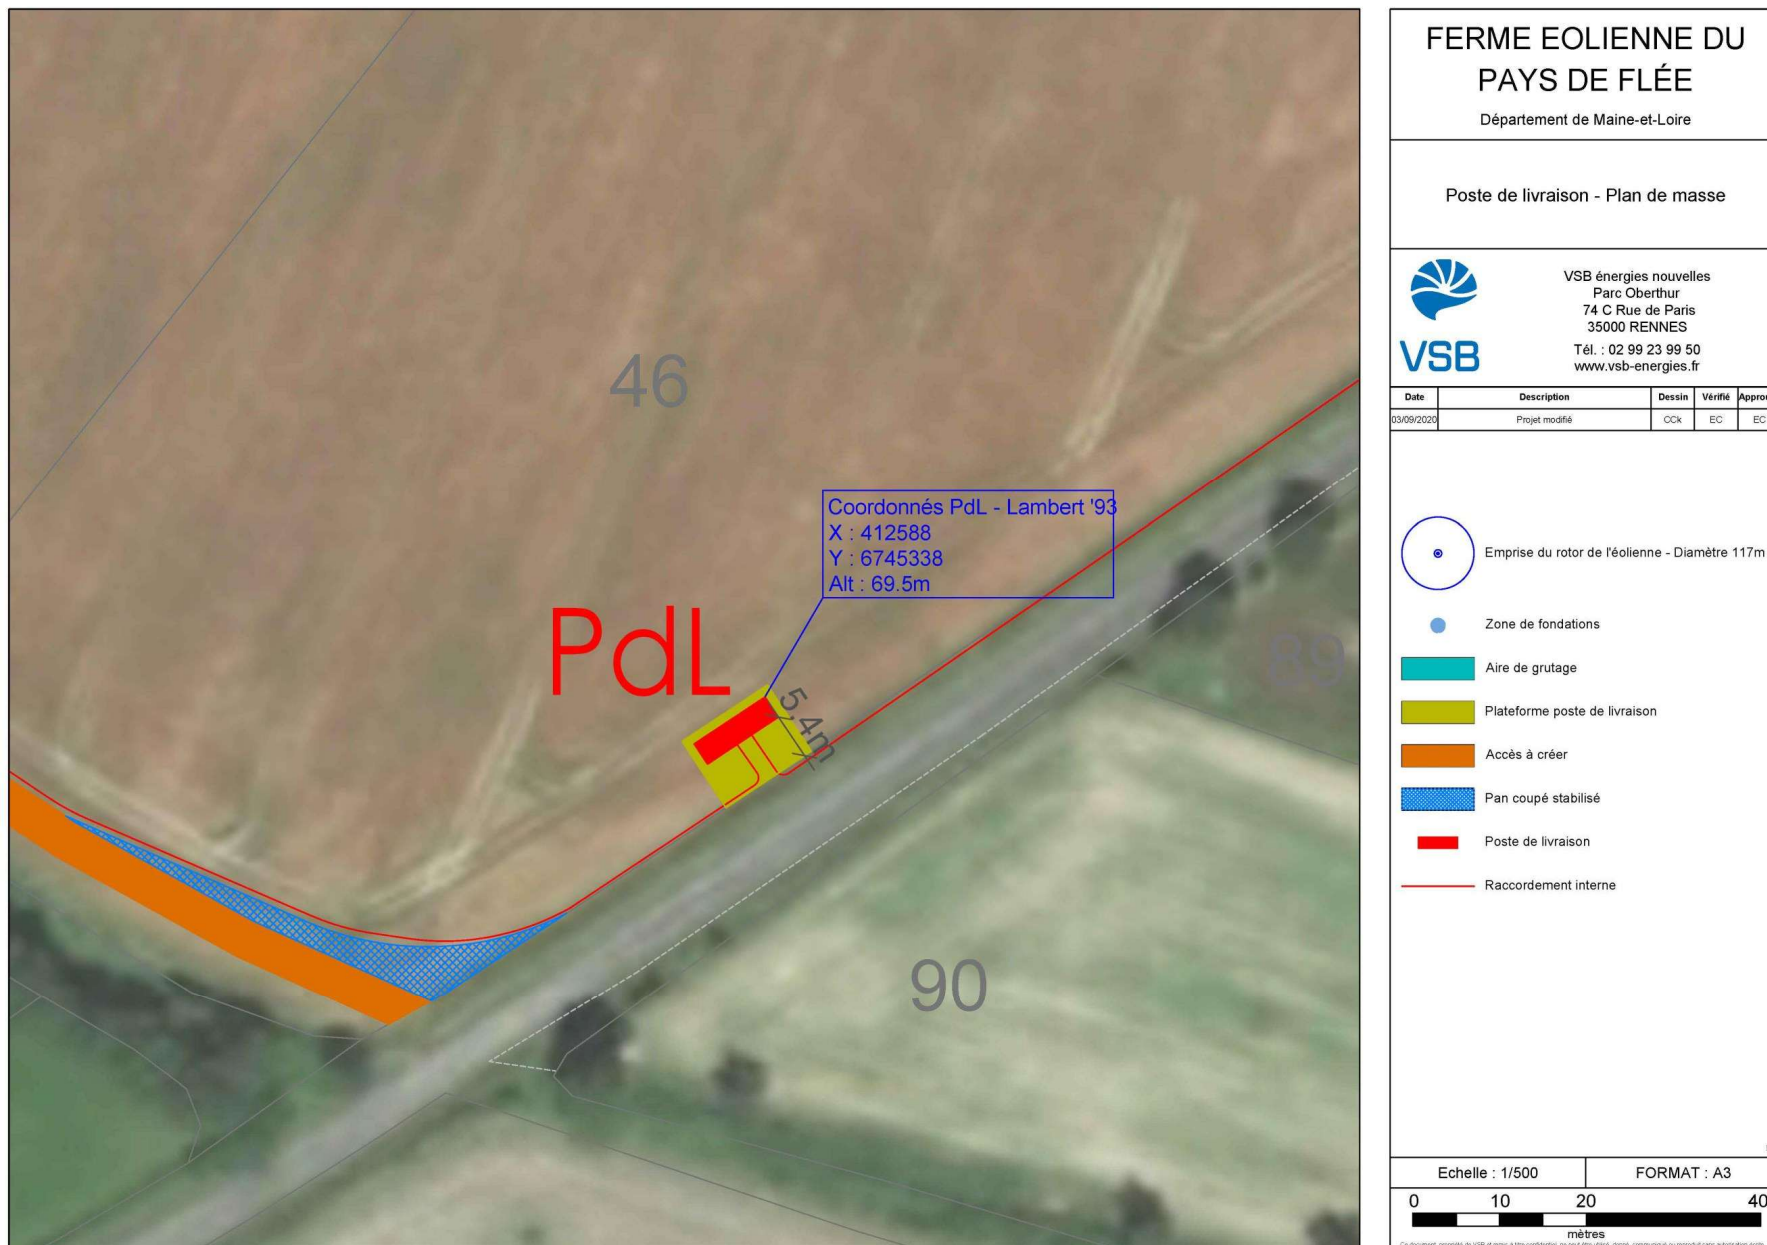 46
Coordonnés PdL - Lambert '93
X : 412588
Y : 6745338
Alt : 69.5m
PdL
5,4m
89
90
FERME EOLIENNE DU
PAYS DE FLÉE
Département de Maine-et-Loire
Poste de livraison - Plan de masse
VSB
VSB énergies nouvelles
Parc Oberthur
74 C Rue de Paris
35000 RENNES
Tél. : 02 99 23 99 50
www.vsb-energies.fr
Date Description Dessin Vérifié Approu
03/09/2020 Projet modifié CCk EC EC
Emprise du rotor de l'éolienne - Diamètre 117m
Zone de fondations
Aire de grutage
Plateforme poste de livraison
Accès à créer
Pan coupé stabilisé
Poste de livraison
Raccordement interne
Echelle : 1/500 FORMAT : A3
0 10 20 40
mètres